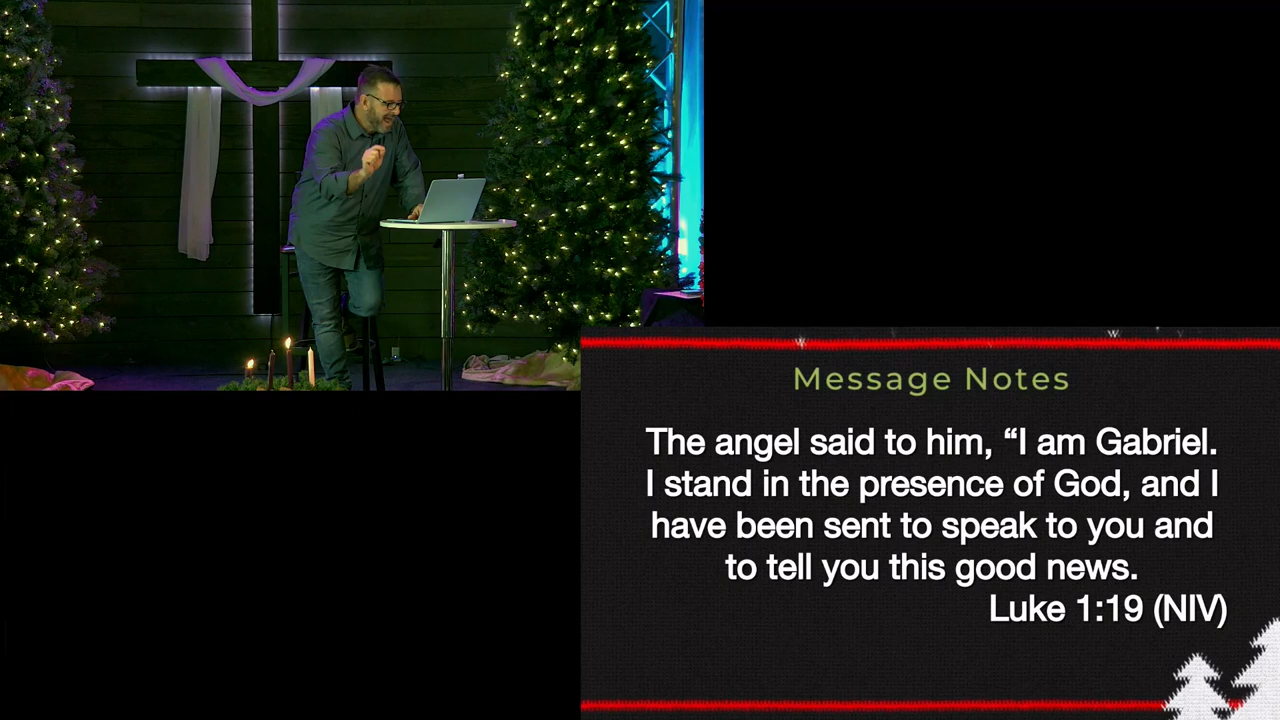 Message Notes
The angel said to him, “I am Gabriel.
I stand in the presence of God, and I
have been sent to speak to you and
to tell you this good news.
Luke 1:19 (NIV)